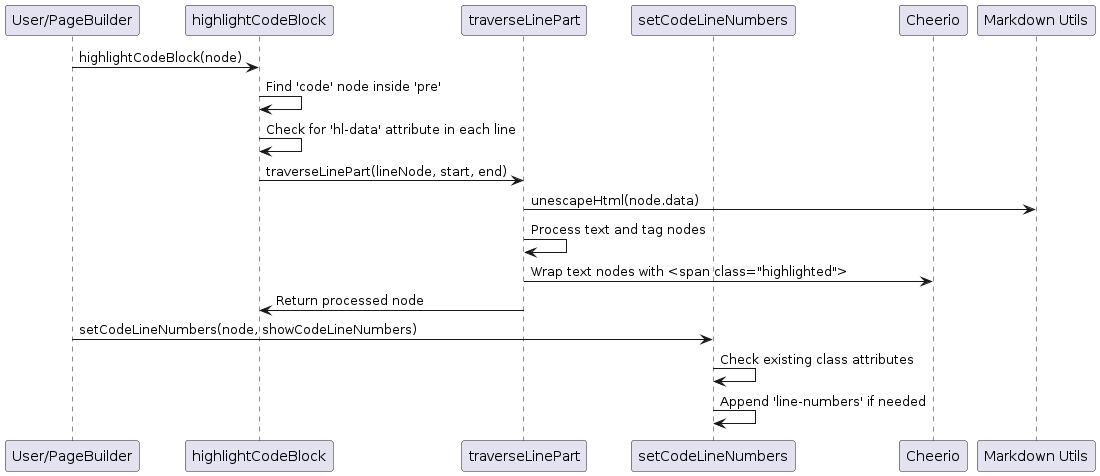 User/PageBuilder
highlightCodeBlock
traverseLinePart
setCodeLineNumbers
Cheerio
Markdown Utils
highlightCodeBlock(node)
Find 'code' node inside 'pre'
Check for 'hl-data' attribute in each line
traverseLinePart(lineNode, start, end)
unescapeHtml(node.data)
Process text and tag nodes
Wrap text nodes with <span class="highlighted">
Return processed node
setCodeLineNumbers(node, showCodeLineNumbers)
Check existing class attributes
Append 'line-numbers' if needed
User/PageBuilder
highlightCodeBlock
traverseLinePart
setCodeLineNumbers
Cheerio
Markdown Utils